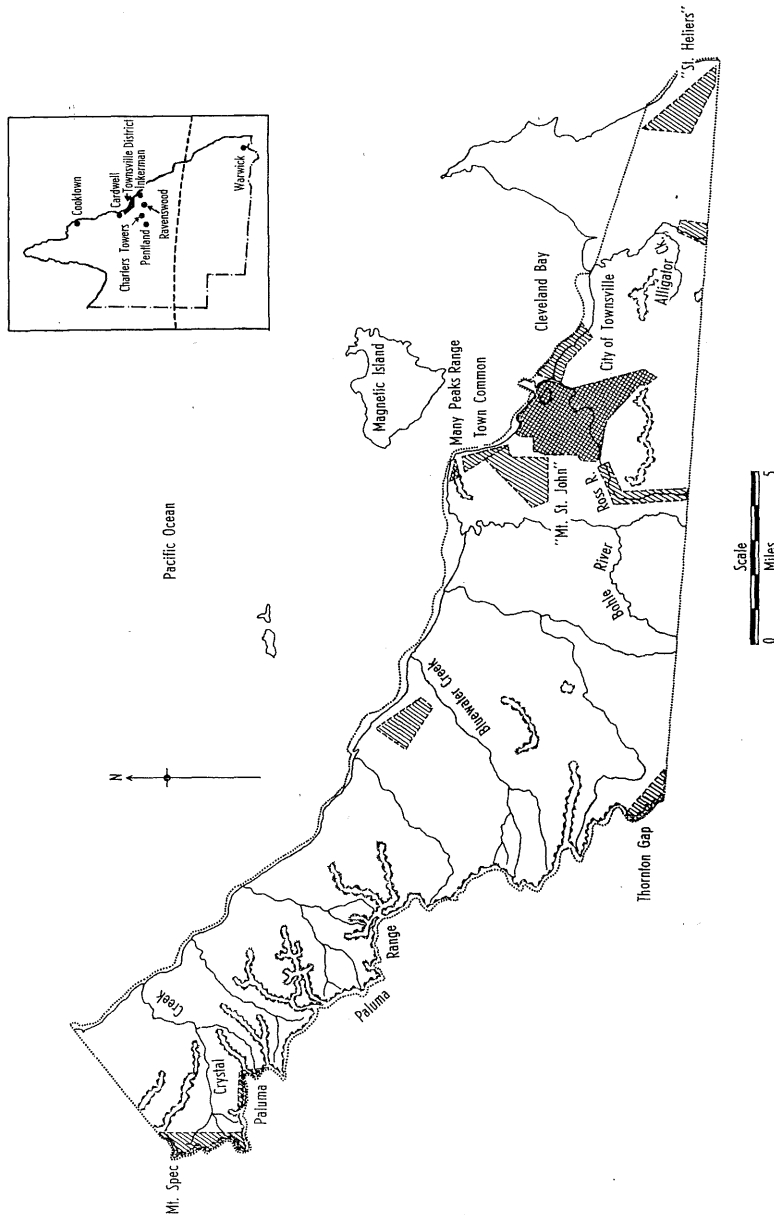 Cooktown
Cardwell
Townsville District
Inkerman
Charters Towers
Pentland
Ravenswood
Warwick
Pacific Ocean
N
Magnetic Island
Many Peaks Range
Town Common
Cleveland Bay
"St. Heliers"
City of Townsville
Alligator Ck.
"Mt. St. John"
Ross R.
Bohle River
Bluewater Creek
Thornton Gap
Paluma Range
Crystal Creek
Paluma
Mt. Spec
Scale
0 5
Miles